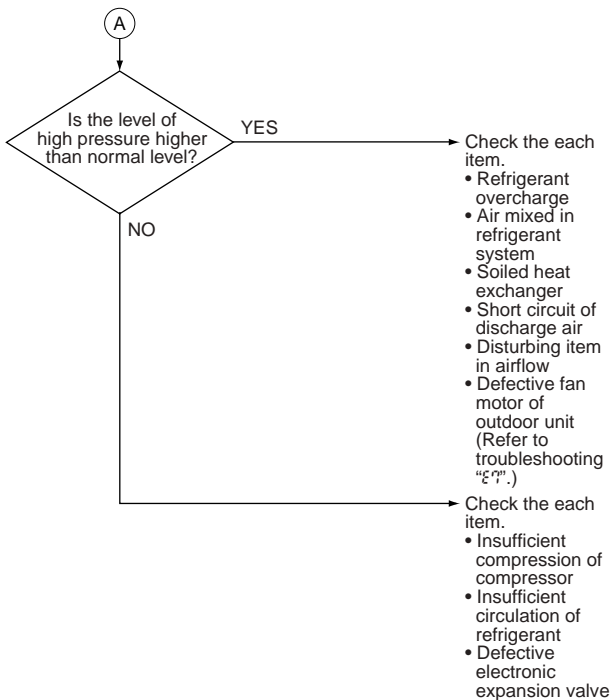 A
Is the level of
high pressure higher
than normal level?
YES
NO
Check the each
item.
• Refrigerant
overcharge
• Air mixed in
refrigerant
system
• Soiled heat
exchanger
• Short circuit of
discharge air
• Disturbing item
in airflow
• Defective fan
motor of
outdoor unit
(Refer to
troubleshooting
“E7”.)
Check the each
item.
• Insufficient
compression of
compressor
• Insufficient
circulation of
refrigerant
• Defective
electronic
expansion valve